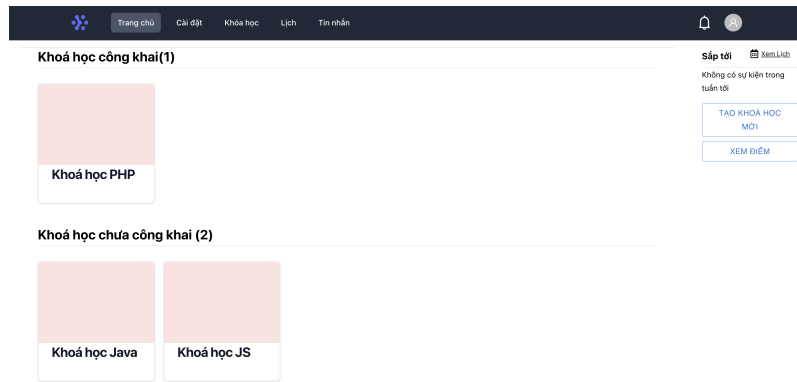 Trang chủ Cài đặt Khóa học Lịch Tin nhắn
Khoá học công khai(1)
Khoá học PHP
Khoá học chưa công khai (2)
Khoá học Java
Khoá học JS
Sắp tới Xem Lịch
Không có sự kiện trong
tuần tới
TẠO KHOÁ HỌC
MỚI
XEM ĐIỂM